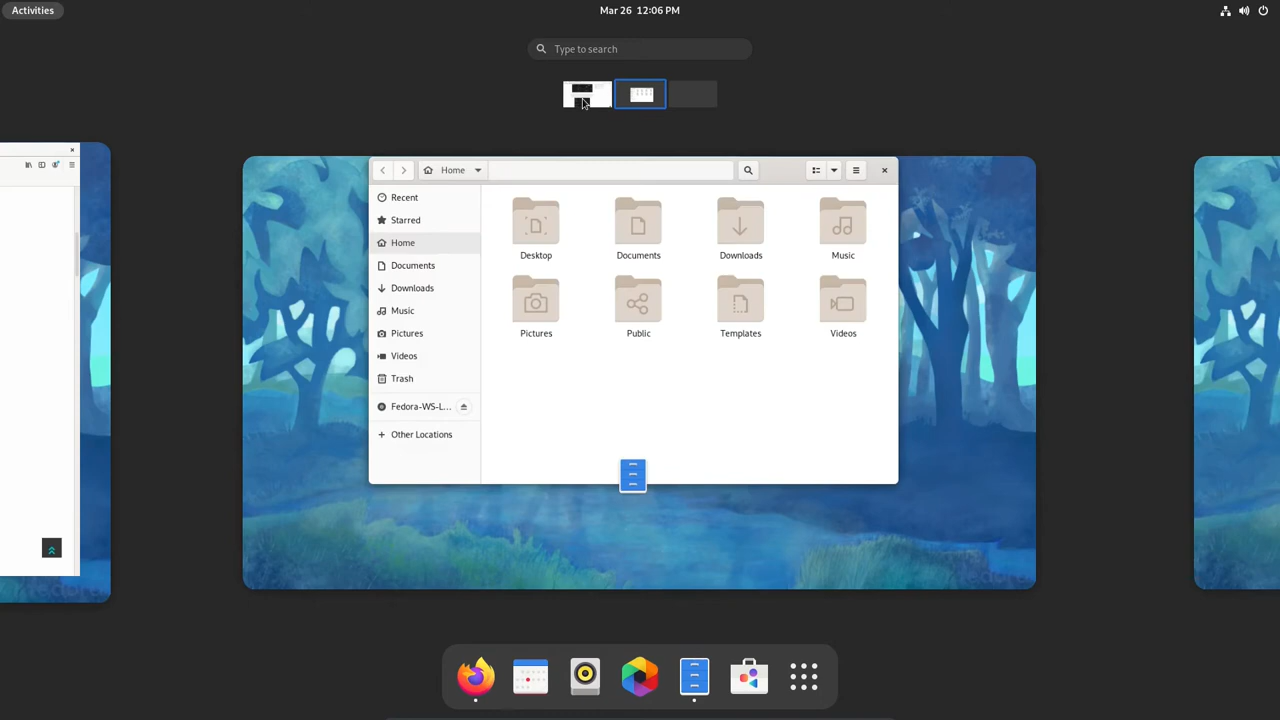 Activities
Mar 26 12:06 PM
Type to search
Home
Recent
Starred
Home
Documents
Downloads
Music
Pictures
Videos
Trash
Fedora-WS-L...
Other Locations
Desktop
Documents
Downloads
Music
Pictures
Public
Templates
Videos